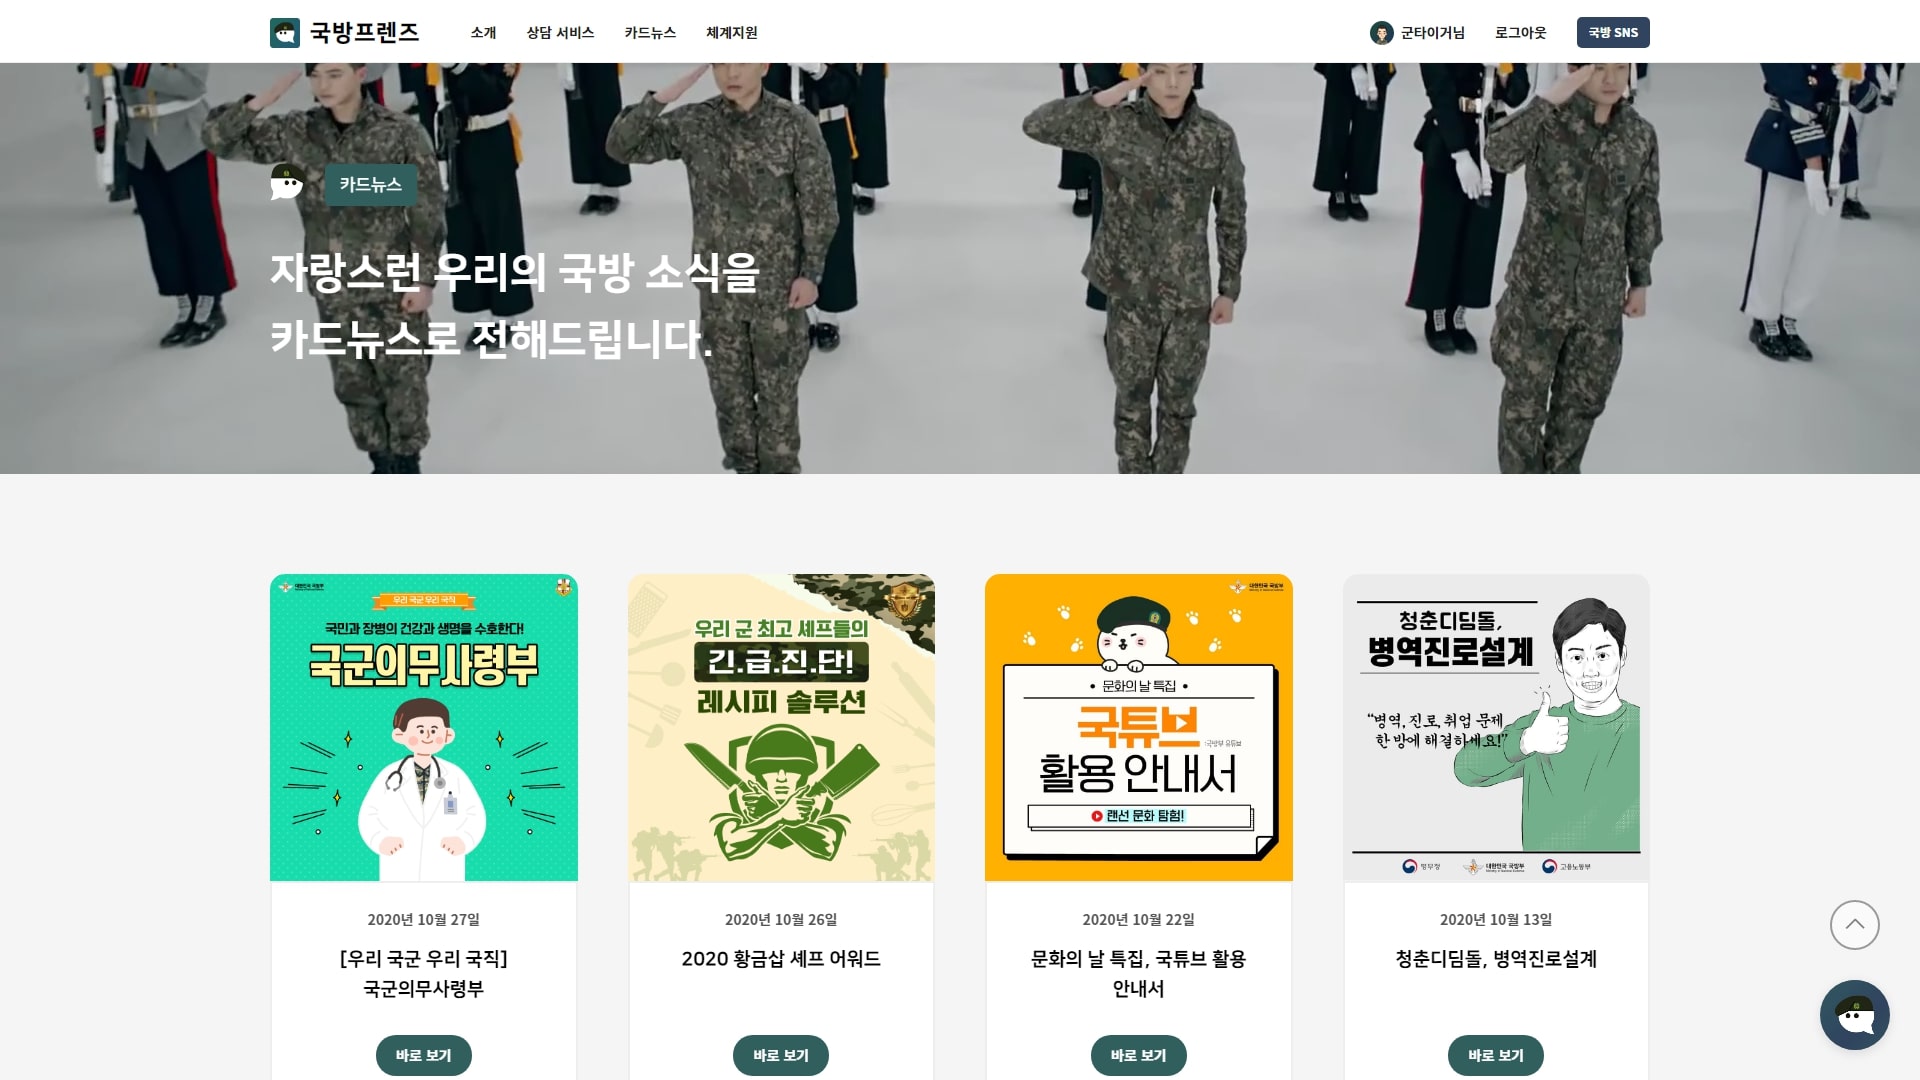 국방프렌즈
소개
상담 서비스
카드뉴스
체계지원
군타이거님
로그아웃
국방 SNS
카드뉴스
자랑스런 우리의 국방 소식을
카드뉴스로 전해드립니다.
대한민국 국방부
우리 국군 우리 국직
국민과 장병의 건강과 생명을 수호한다!
국군의무사령부
2020년 10월 27일
[우리 국군 우리 국직]
국군의무사령부
바로 보기
우리 군 최고 셰프들의
긴.급.진.단!
레시피 솔루션
2020년 10월 26일
2020 황금삽 셰프 어워드
바로 보기
대한민국 국방부
• 문화의 날 특집 •
국튜브
:국방부 유튜브
활용 안내서
랜선 문화 탐험!
2020년 10월 22일
문화의 날 특집, 국튜브 활용
안내서
바로 보기
청춘디딤돌,
병역진로설계
“병역, 진로, 취업 문제
한 방에 해결하세요!”
병무청
대한민국 국방부
고용노동부
2020년 10월 13일
청춘디딤돌, 병역진로설계
바로 보기